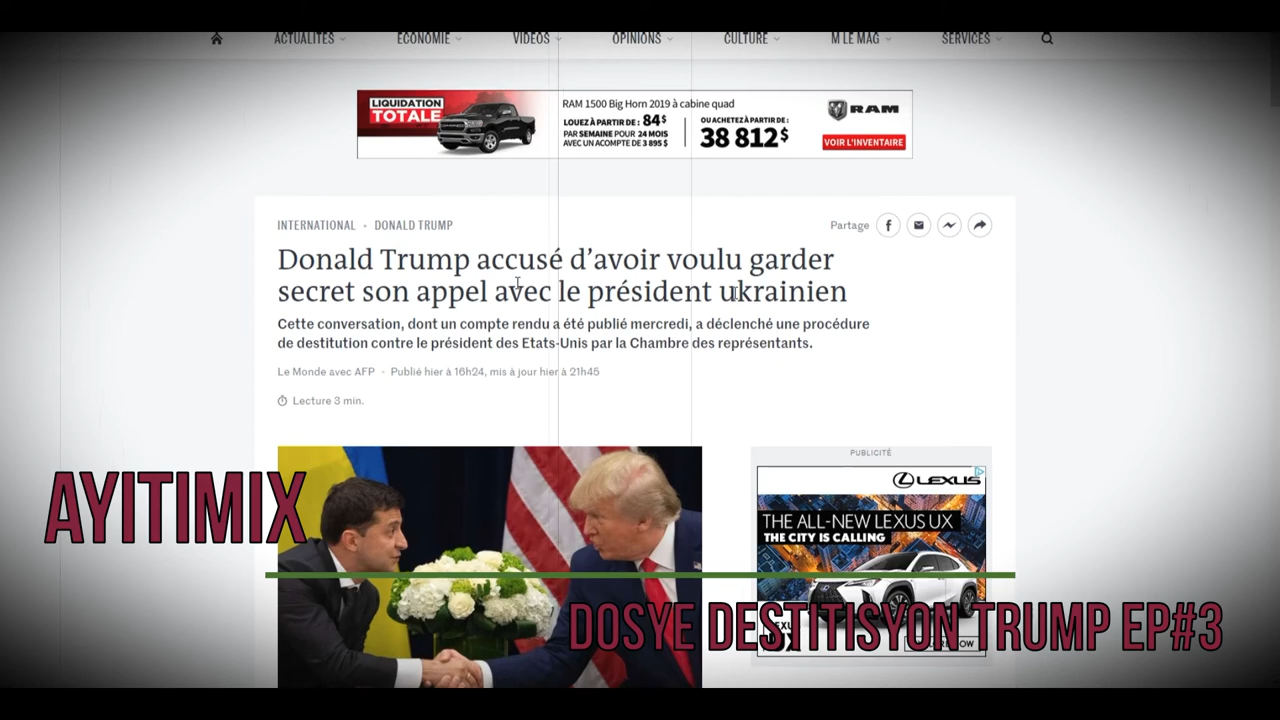 ACTUALITÉS ÉCONOMIE VIDÉOS OPINIONS CULTURE M LE MAG SERVICES
LIQUIDATION
TOTALE
RAM 1500 Big Horn 2019 à cabine quad
LOUEZ À PARTIR DE : 84$
PAR SEMAINE POUR 24 MOIS
AVEC UN ACOMPTE DE 3 895 $
OU ACHETEZ À PARTIR DE :
38 812$
RAM
VOIR L'INVENTAIRE
INTERNATIONAL • DONALD TRUMP
Partage
Donald Trump accusé d’avoir voulu garder
secret son appel avec le président ukrainien
Cette conversation, dont un compte rendu a été publié mercredi, a déclenché une procédure
de destitution contre le président des Etats-Unis par la Chambre des représentants.
Le Monde avec AFP • Publié hier à 16h24, mis à jour hier à 21h45
Lecture 3 min.
PUBLICITÉ
LEXUS
THE ALL-NEW LEXUS UX
THE CITY IS CALLING
AYITIMIX
DOSYE DESTITISYON TRUMP EP#3